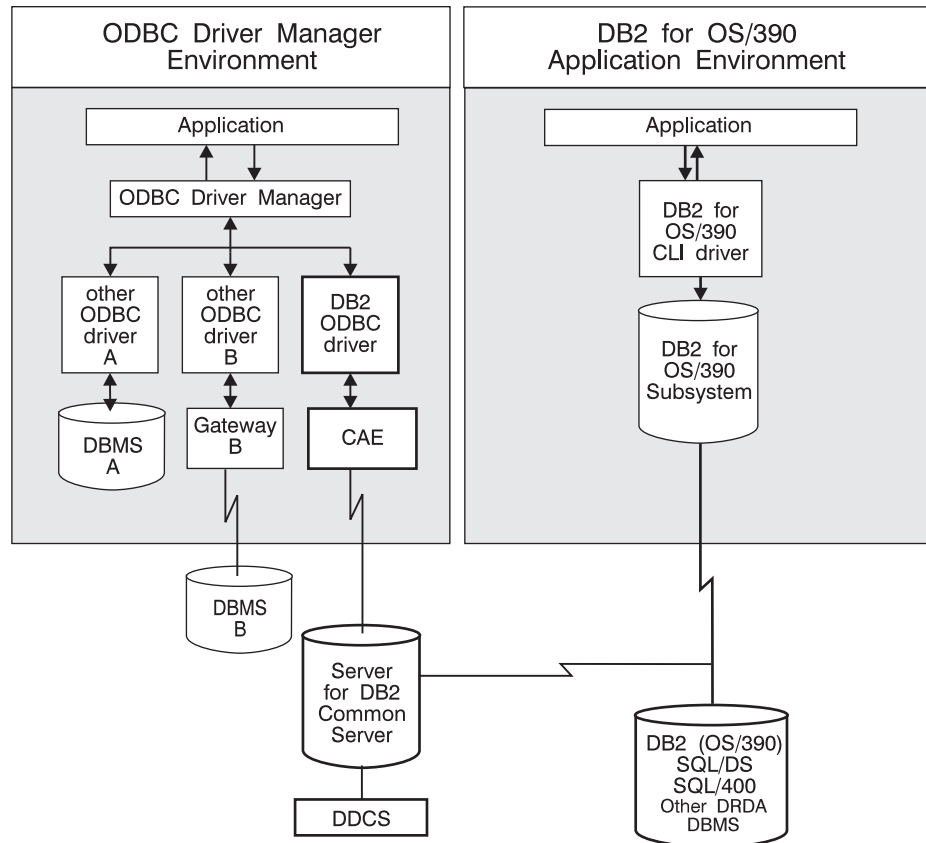 ODBC Driver Manager
Environment
DB2 for OS/390
Application Environment
Application
ODBC Driver Manager
other
ODBC
driver
A
other
ODBC
driver
B
DB2
ODBC
driver
DBMS
A
Gateway
B
CAE
Application
DB2 for
OS/390
CLI driver
DB2 for
OS/390
Subsystem
DBMS
B
Server
for DB2
Common
Server
DDCS
DB2 (OS/390)
SQL/DS
SQL/400
Other DRDA
DBMS